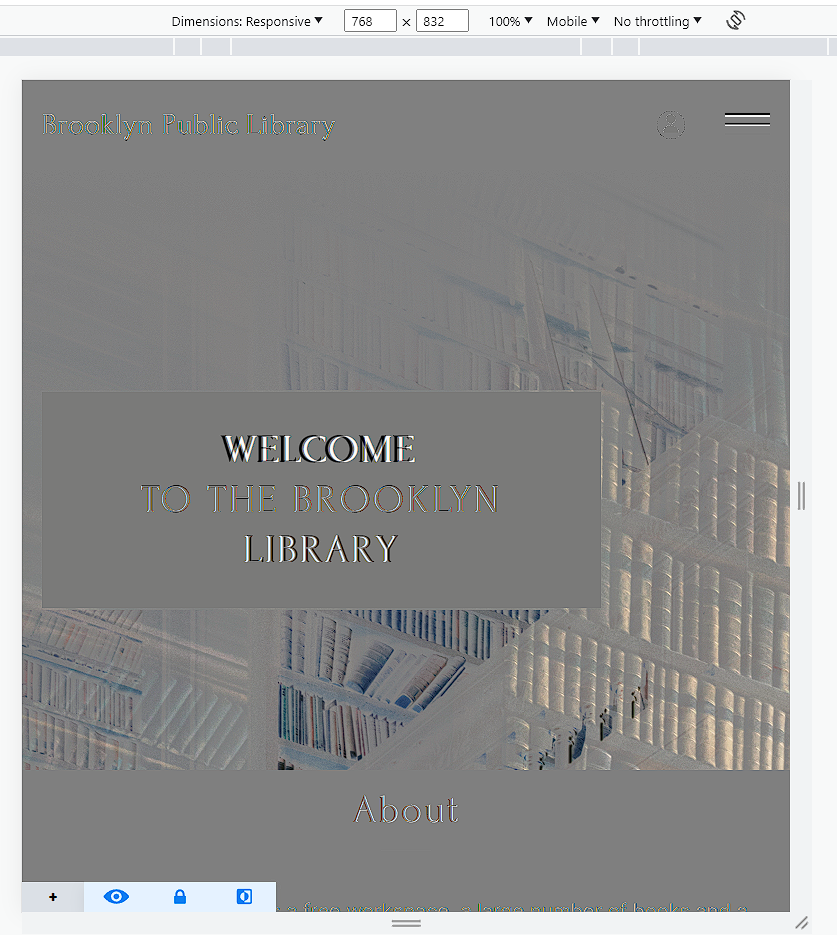 Dimensions: Responsive ▼ 768 × 832 100% ▼ Mobile ▼ No throttling ▼
Brooklyn Public Library
WELCOME
TO THE BROOKLYN
LIBRARY
About
+
a free workspace, a large number of books and a